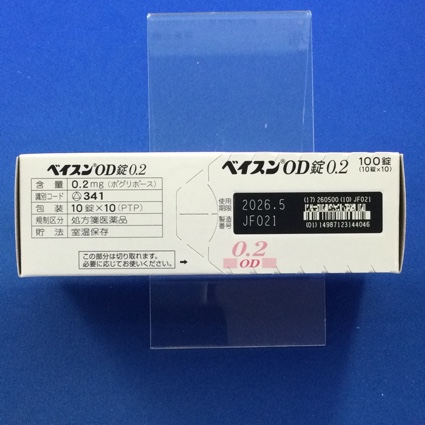 ベイスン®OD錠0.2
含量 0.2mg（ボグリボース）
識別コード 341
包装 10錠×10（PTP）
規制区分 処方箋医薬品
貯法 室温保存
この部分は切り取れます。
必要に応じてお使いください。 →
ベイスン®OD錠0.2 100錠
（10錠×10）
使用期限 2026.5
製造番号 JF021
(17) 260500 (10) JF021
(01) 14987123144046
0.2
OD